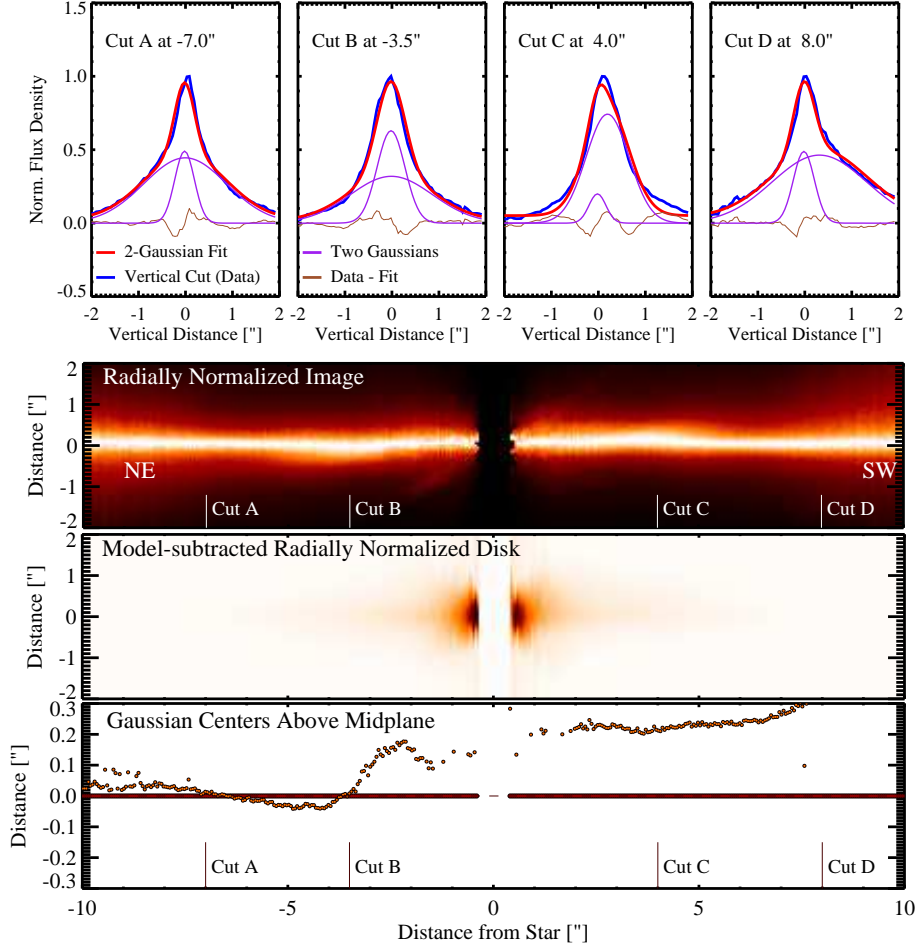 Cut A at -7.0"
Cut B at -3.5"
Cut C at 4.0"
Cut D at 8.0"
1.5
1.0
0.5
0.0
-0.5
Norm. Flux Density
2-Gaussian Fit
Vertical Cut (Data)
Two Gaussians
Data - Fit
-2 -1 0 1 2
-2 -1 0 1 2
-2 -1 0 1 2
-2 -1 0 1 2
Vertical Distance ["]
Vertical Distance ["]
Vertical Distance ["]
Vertical Distance ["]
Radially Normalized Image
2
1
0
-1
-2
Distance ["]
NE
SW
Cut A
Cut B
Cut C
Cut D
Model-subtracted Radially Normalized Disk
2
1
0
-1
-2
Distance ["]
Gaussian Centers Above Midplane
0.3
0.2
0.1
0.0
-0.1
-0.2
-0.3
Distance ["]
Cut A
Cut B
Cut C
Cut D
-10 -5 0 5 10
Distance from Star ["]